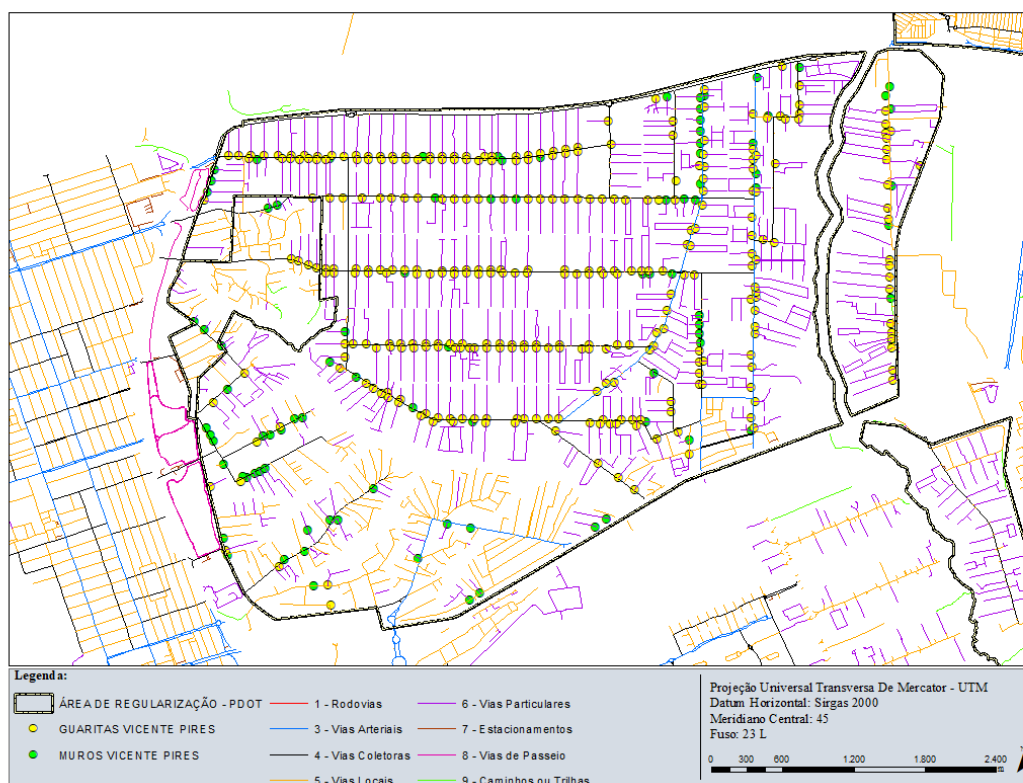 Legenda:
ÁREA DE REGULARIZAÇÃO - PDOT
GUARITAS VICENTE PIRES
MUROS VICENTE PIRES
1 - Rodovias
3 - Vias Arteriais
4 - Vias Coletoras
5 - Vias Locais
6 - Vias Particulares
7 - Estacionamentos
8 - Vias de Passeio
9 - Caminhos ou Trilhas
Projeção Universal Transversa De Mercator - UTM
Datum Horizontal: Sirgas 2000
Meridiano Central: 45
Fuso: 23 L
0 300 600 1.200 1.800 2.400